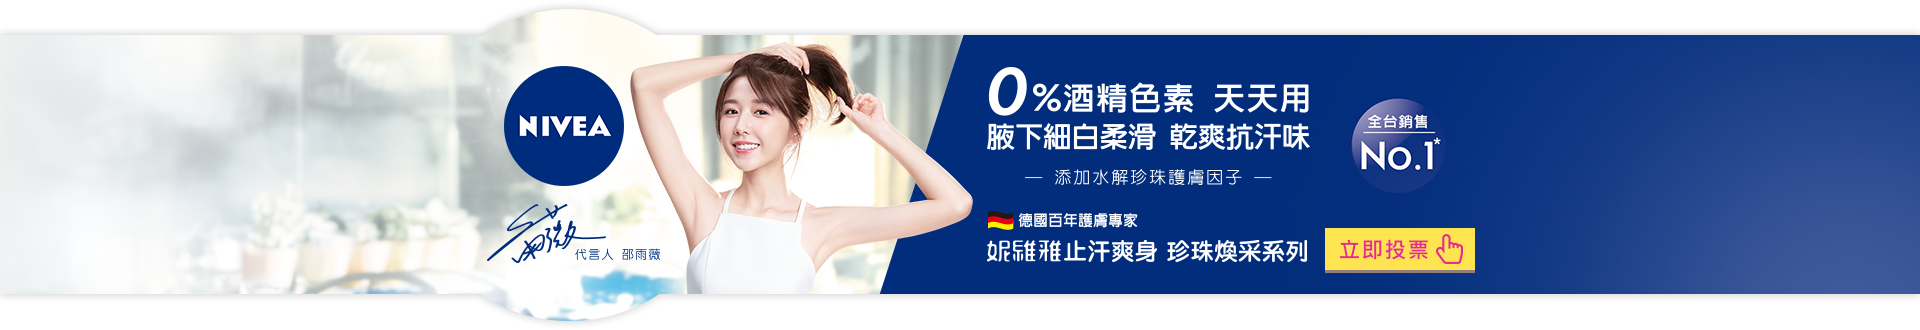 NIVEA
雨薇
代言人 邵雨薇
0%酒精色素 天天用
腋下細白柔滑 乾爽抗汗味
— 添加水解珍珠護膚因子 —
德國百年護膚專家
妮維雅止汗爽身 珍珠煥采系列
全台銷售
No.1*
立即投票